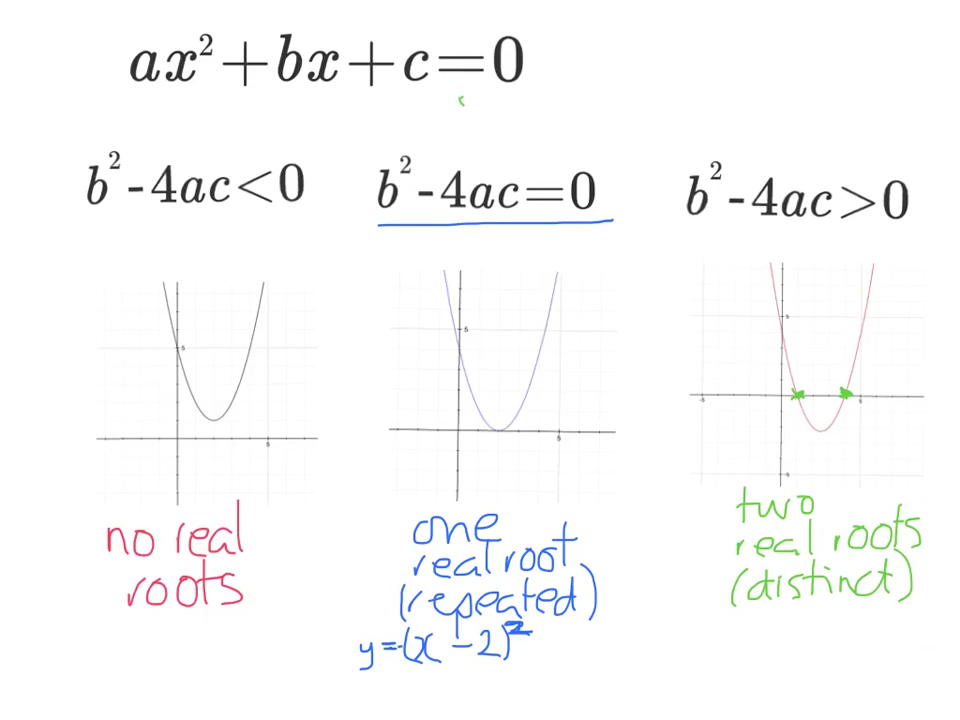 ax²+bx+c=0
b²-4ac<0
b²-4ac=0
b²-4ac>0
5
5
5
5
5
-5
5
-5
no real
roots
one
real root
(repeated)
y=(x-2)²
two
real roots
(distinct)